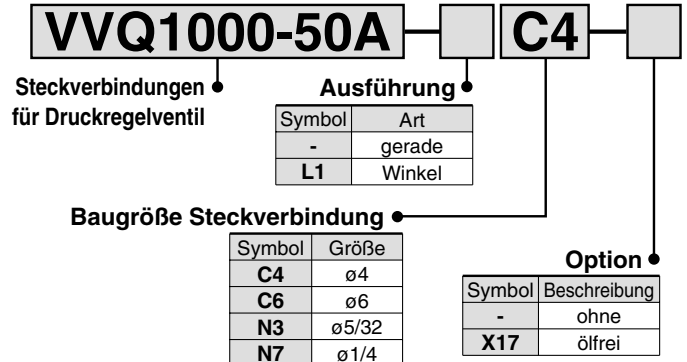 VVQ1000-50A- C4-
Steckverbindungen
für Druckregelventil
Ausführung
Symbol Art
- gerade
L1 Winkel
Baugröße Steckverbindung
Symbol Größe
C4 ø4
C6 ø6
N3 ø5/32
N7 ø1/4
Option
Symbol Beschreibung
- ohne
X17 ölfrei